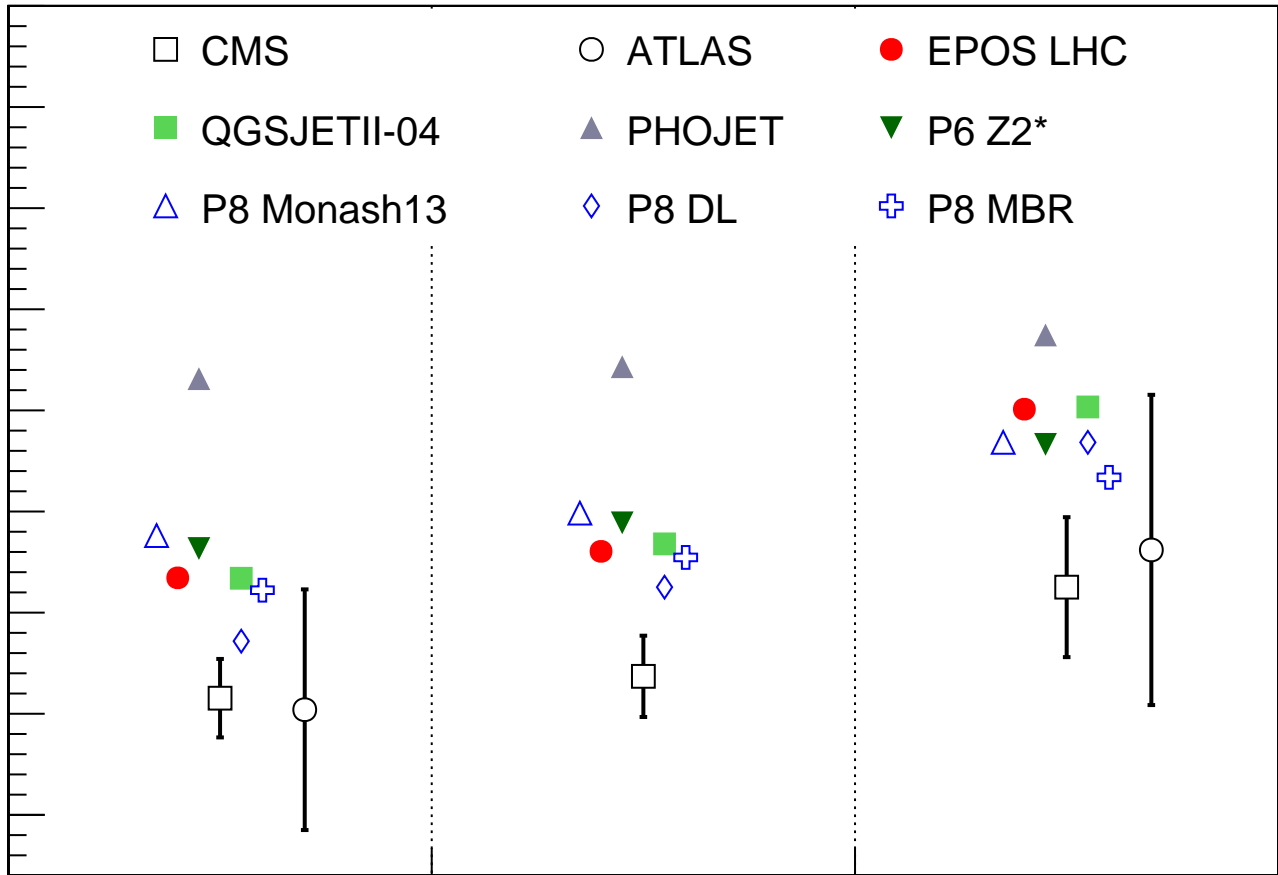 CMS ATLAS EPOS LHC
QGSJETII-04 PHOJET P6 Z2*
P8 Monash13 P8 DL P8 MBR